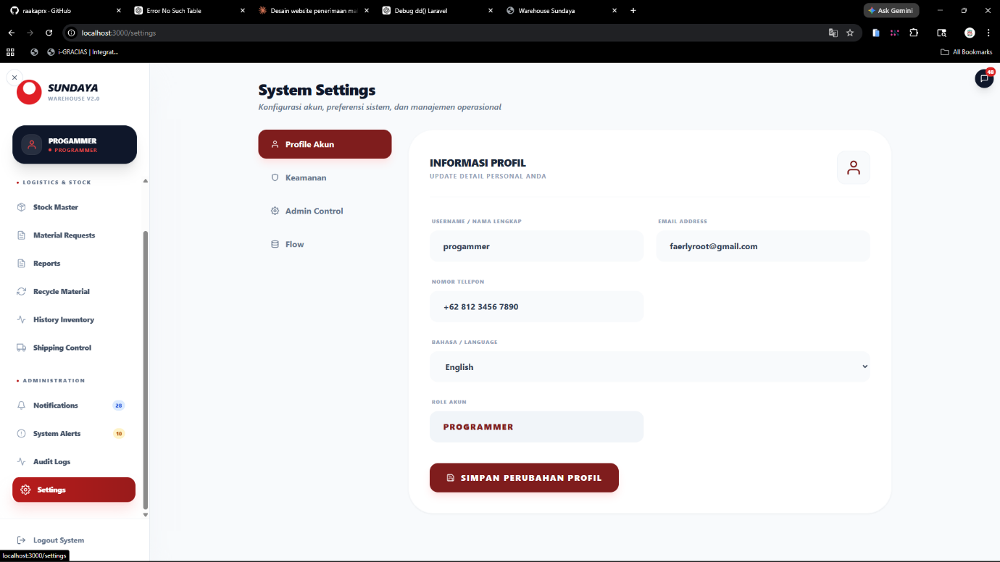 raakaprx · GitHub
Error No Such Table
Desain website penerimaan ma
Debug dd() Laravel
Warehouse Sundaya
Ask Gemini
localhost:3000/settings
i-GRACIAS | Integrat...
All Bookmarks
SUNDAYA
WAREHOUSE V2.0
PROGAMMER
PROGRAMMER
LOGISTICS & STOCK
Stock Master
Material Requests
Reports
Recycle Material
History Inventory
Shipping Control
ADMINISTRATION
Notifications 28
System Alerts 10
Audit Logs
Settings
Logout System
localhost:3000/settings
48
System Settings
Konfigurasi akun, preferensi sistem, dan manajemen operasional
Profile Akun
Keamanan
Admin Control
Flow
INFORMASI PROFIL
UPDATE DETAIL PERSONAL ANDA
USERNAME / NAMA LENGKAP
progammer
EMAIL ADDRESS
faerlyroot@gmail.com
NOMOR TELEPON
+62 812 3456 7890
BAHASA / LANGUAGE
English
ROLE AKUN
PROGRAMMER
SIMPAN PERUBAHAN PROFIL